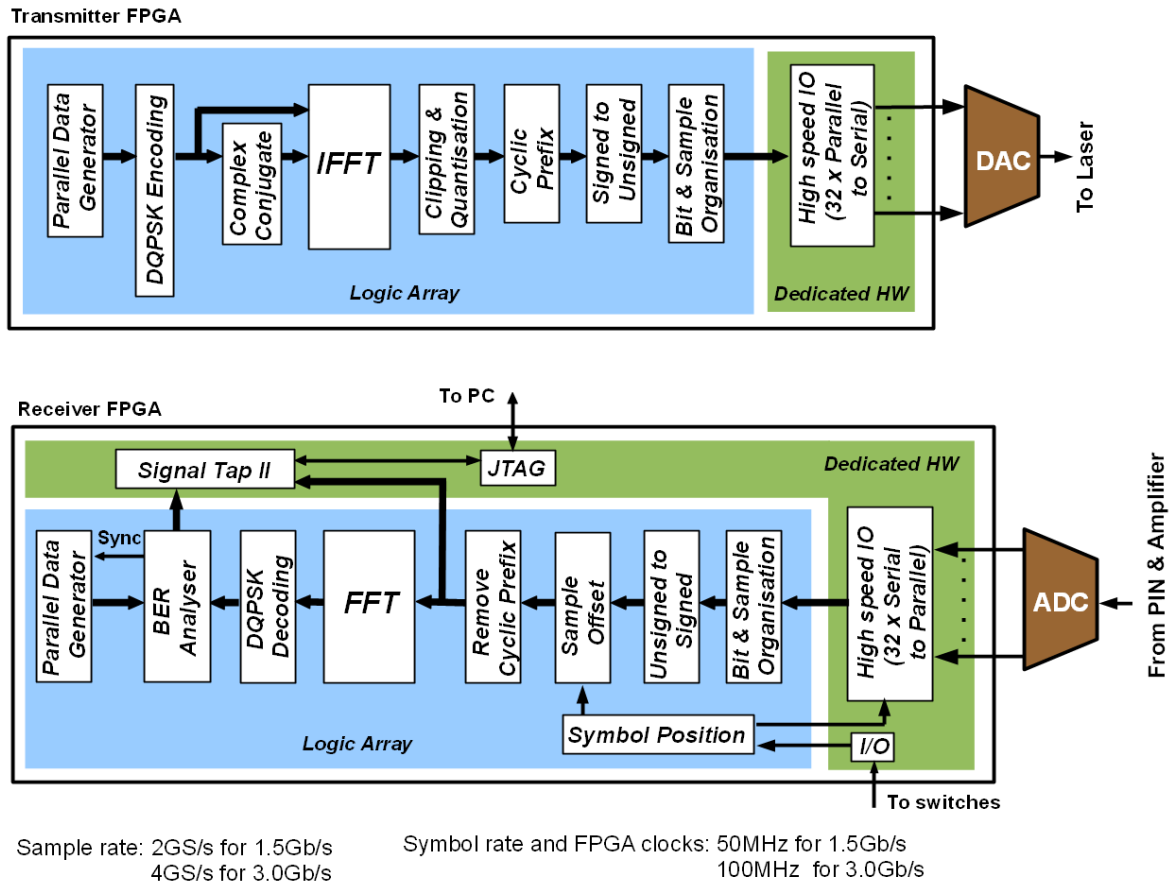 Transmitter FPGA
Parallel Data
Generator
DQPSK Encoding
Complex
Conjugate
IFFT
Clipping &
Quantisation
Cyclic
Prefix
Signed to
Unsigned
Bit & Sample
Organisation
High speed IO
(32 x Parallel
to Serial)
DAC
To Laser
Logic Array
Dedicated HW
To PC
Receiver FPGA
Signal Tap II
JTAG
Dedicated HW
Parallel Data
Generator
Sync
BER
Analyser
DQPSK
Decoding
FFT
Remove
Cyclic Prefix
Sample
Offset
Unsigned to
Signed
Bit & Sample
Organisation
High speed IO
(32 x Serial
to Parallel)
ADC
From PIN & Amplifier
Symbol Position
I/O
Logic Array
To switches
Sample rate: 2GS/s for 1.5Gb/s
4GS/s for 3.0Gb/s
Symbol rate and FPGA clocks: 50MHz for 1.5Gb/s
100MHz for 3.0Gb/s